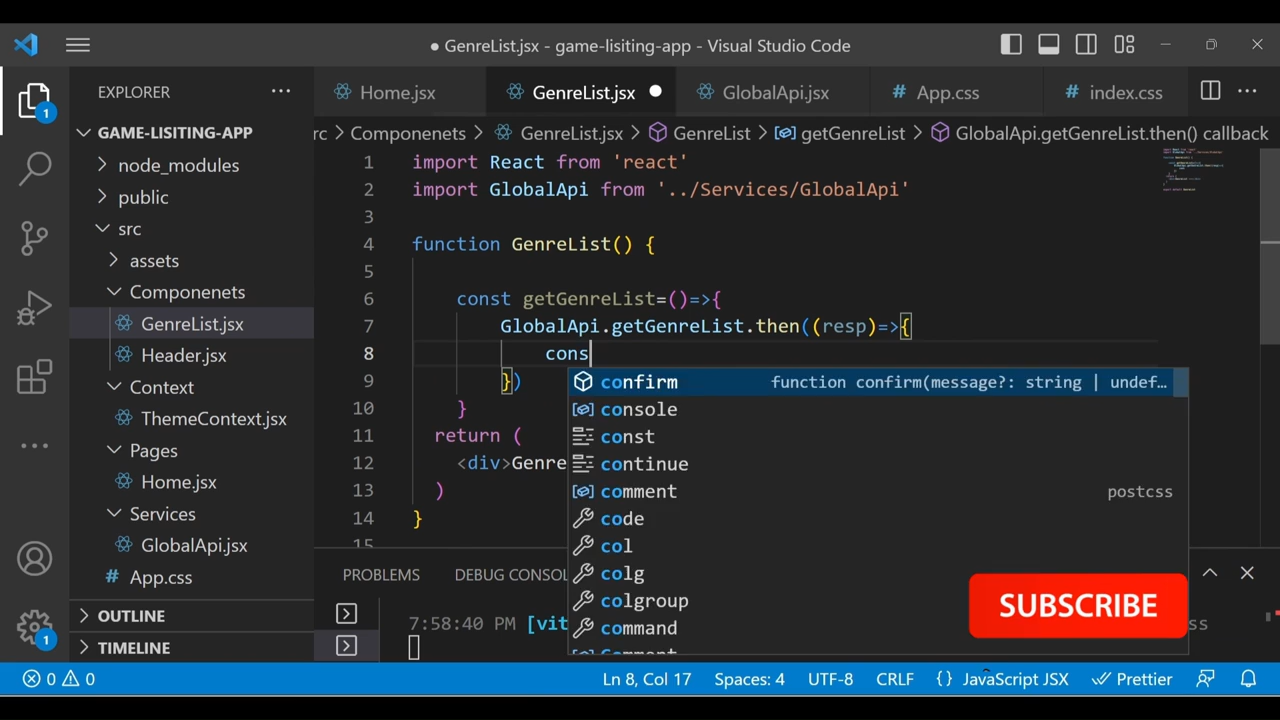 ● GenreList.jsx - game-lisiting-app - Visual Studio Code
EXPLORER
Home.jsx
GenreList.jsx
GlobalApi.jsx
# App.css
# index.css
1
GAME-LISITING-APP
rc > Componenets > GenreList.jsx > GenreList > getGenreList > GlobalApi.getGenreList.then() callback
node_modules
public
src
assets
Componenets
GenreList.jsx
Header.jsx
Context
ThemeContext.jsx
Pages
Home.jsx
Services
GlobalApi.jsx
# App.css
OUTLINE
TIMELINE
1
1 import React from 'react'
2 import GlobalApi from '../Services/GlobalApi'
3
4 function GenreList() {
5
6 const getGenreList=()=>{
7 GlobalApi.getGenreList.then((resp)=>{
8 cons
9 })
10 }
11 return (
12 <div>Genre
13 )
14 }
15
confirm function confirm(message?: string | undef…
console
const
continue
comment postcss
code
col
colg
colgroup
command
Comment
PROBLEMS DEBUG CONSOL
7:58:40 PM [vit
SUBSCRIBE
0 0
Ln 8, Col 17 Spaces: 4 UTF-8 CRLF {} JavaScript JSX Prettier